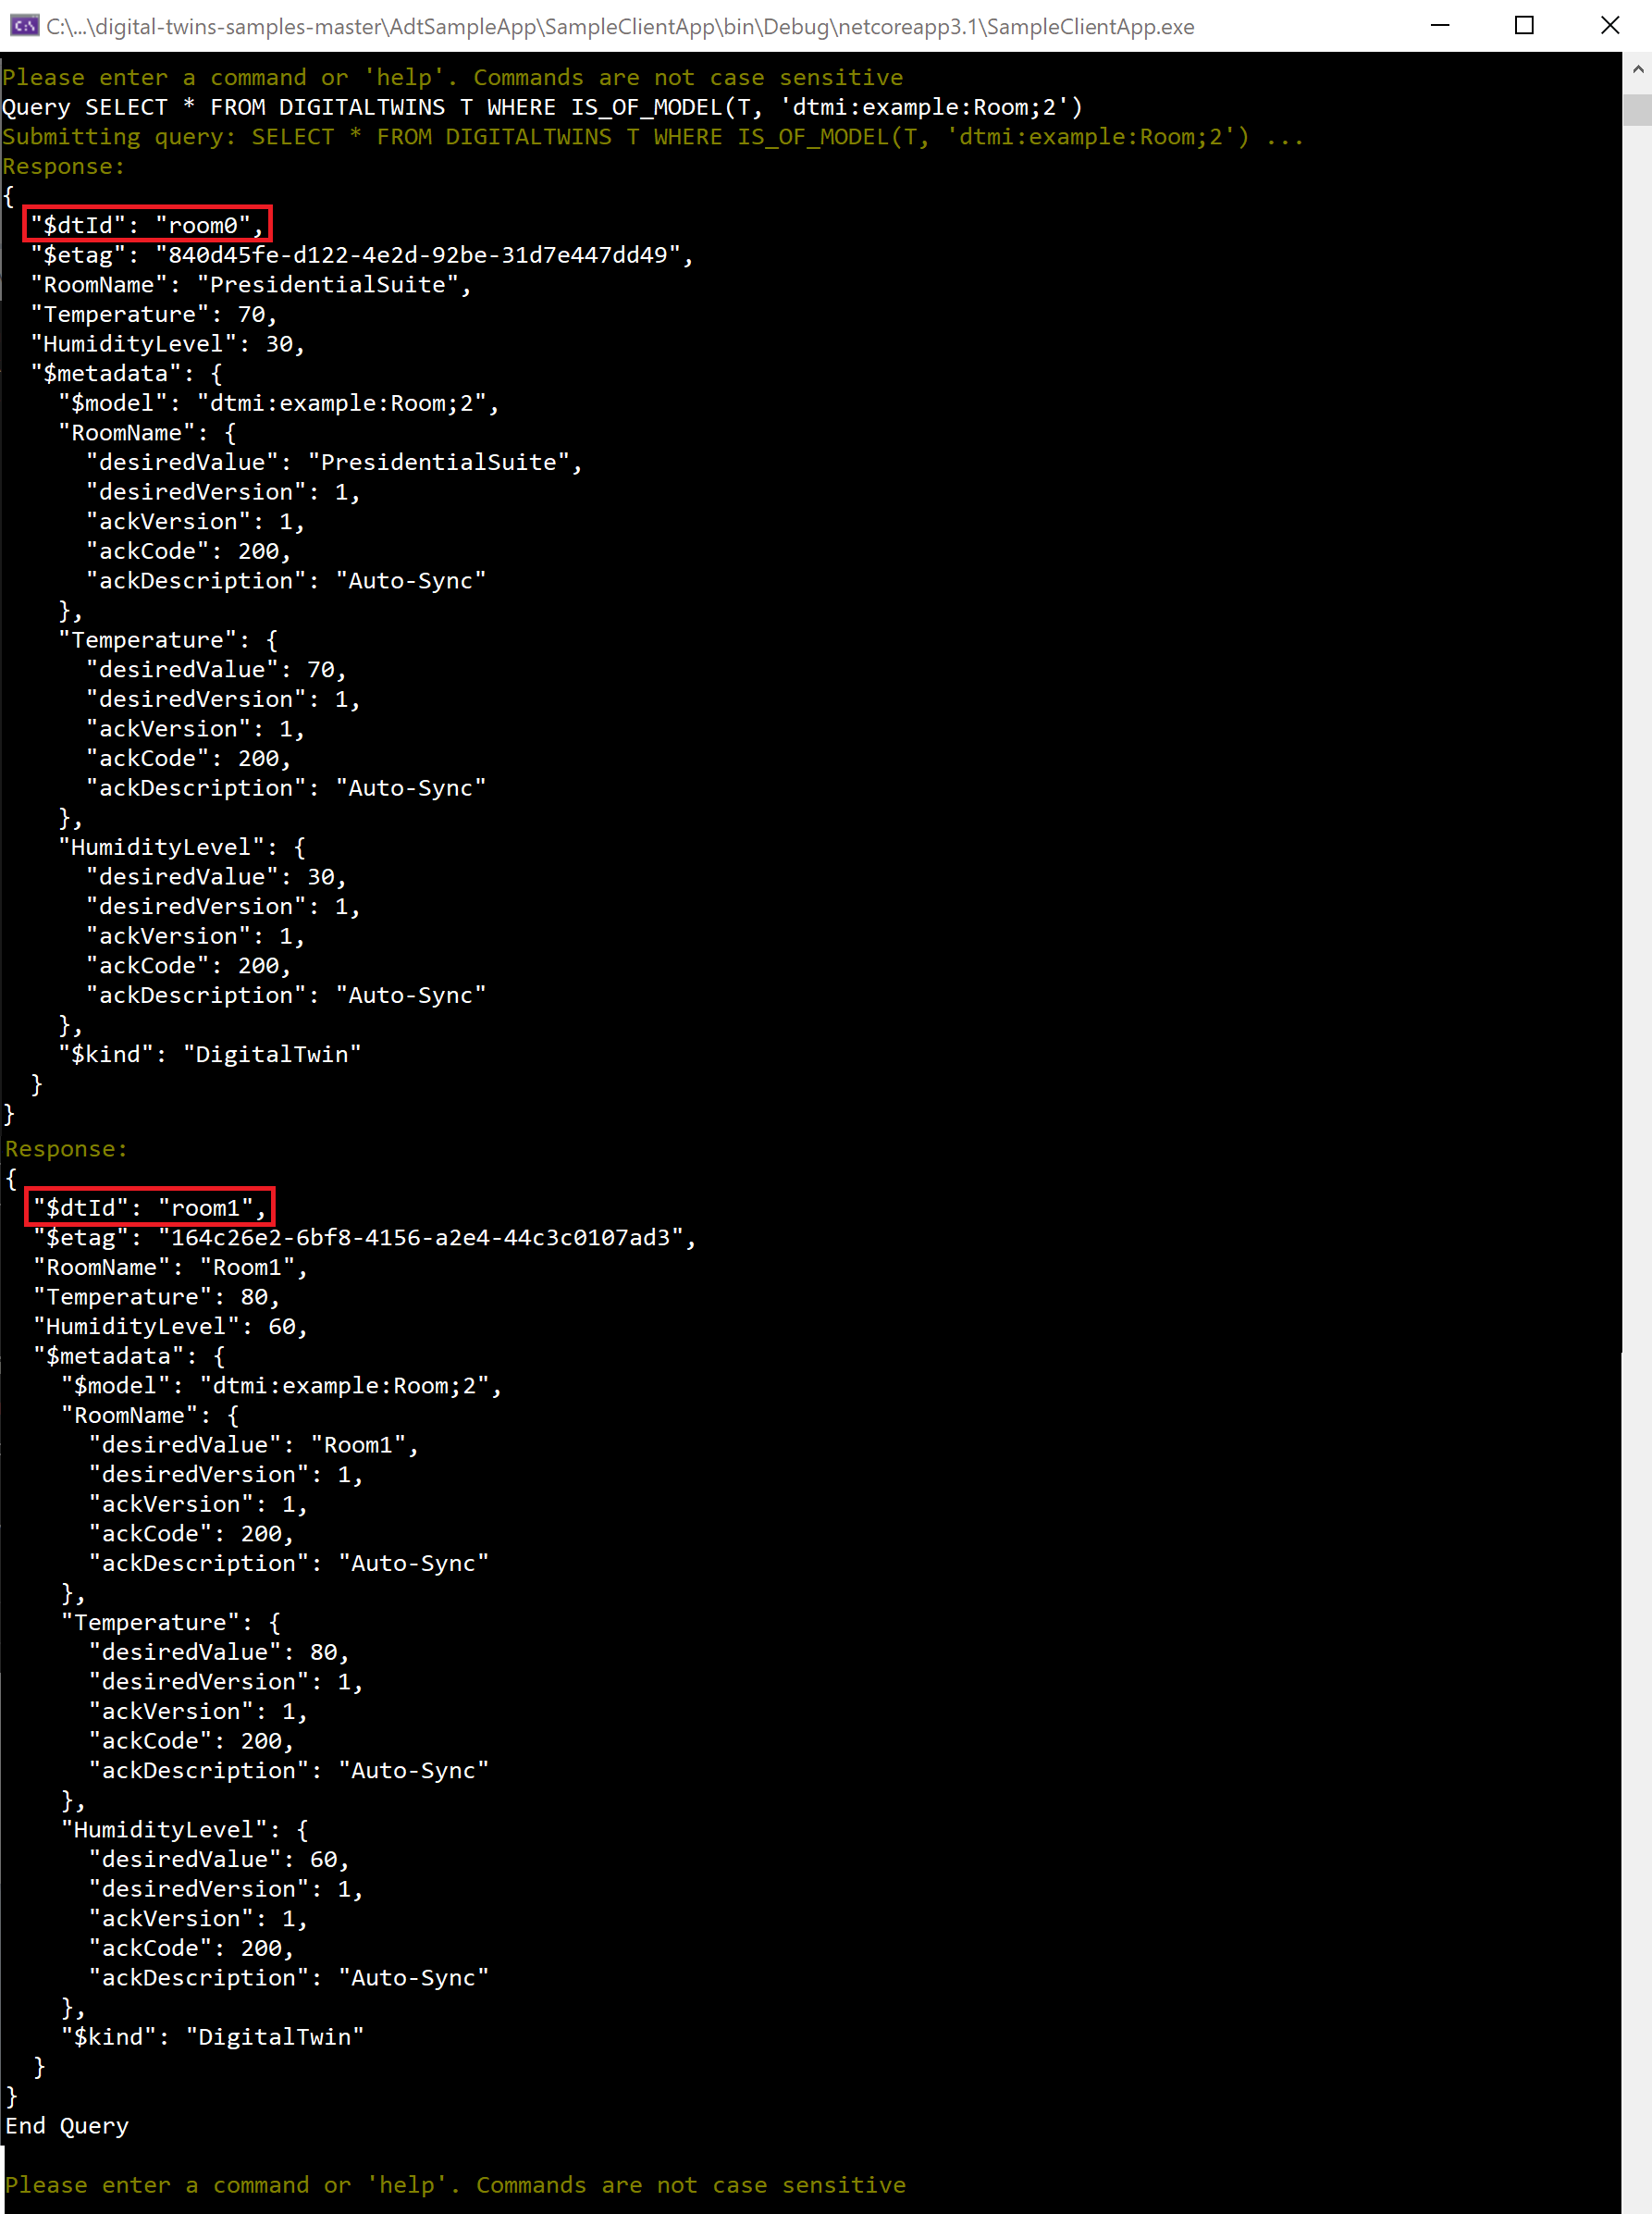 C:\...\digital-twins-samples-master\AdtSampleApp\SampleClientApp\bin\Debug\netcoreapp3.1\SampleClientApp.exe
Please enter a command or 'help'. Commands are not case sensitive
Query SELECT * FROM DIGITALTWINS T WHERE IS_OF_MODEL(T, 'dtmi:example:Room;2')
Submitting query: SELECT * FROM DIGITALTWINS T WHERE IS_OF_MODEL(T, 'dtmi:example:Room;2') ...
Response:
{
  "$dtId": "room0",
  "$etag": "840d45fe-d122-4e2d-92be-31d7e447dd49",
  "RoomName": "PresidentialSuite",
  "Temperature": 70,
  "HumidityLevel": 30,
  "$metadata": {
    "$model": "dtmi:example:Room;2",
    "RoomName": {
      "desiredValue": "PresidentialSuite",
      "desiredVersion": 1,
      "ackVersion": 1,
      "ackCode": 200,
      "ackDescription": "Auto-Sync"
    },
    "Temperature": {
      "desiredValue": 70,
      "desiredVersion": 1,
      "ackVersion": 1,
      "ackCode": 200,
      "ackDescription": "Auto-Sync"
    },
    "HumidityLevel": {
      "desiredValue": 30,
      "desiredVersion": 1,
      "ackVersion": 1,
      "ackCode": 200,
      "ackDescription": "Auto-Sync"
    },
    "$kind": "DigitalTwin"
  }
}
Response:
{
  "$dtId": "room1",
  "$etag": "164c26e2-6bf8-4156-a2e4-44c3c0107ad3",
  "RoomName": "Room1",
  "Temperature": 80,
  "HumidityLevel": 60,
  "$metadata": {
    "$model": "dtmi:example:Room;2",
    "RoomName": {
      "desiredValue": "Room1",
      "desiredVersion": 1,
      "ackVersion": 1,
      "ackCode": 200,
      "ackDescription": "Auto-Sync"
    },
    "Temperature": {
      "desiredValue": 80,
      "desiredVersion": 1,
      "ackVersion": 1,
      "ackCode": 200,
      "ackDescription": "Auto-Sync"
    },
    "HumidityLevel": {
      "desiredValue": 60,
      "desiredVersion": 1,
      "ackVersion": 1,
      "ackCode": 200,
      "ackDescription": "Auto-Sync"
    },
    "$kind": "DigitalTwin"
  }
}
End Query
Please enter a command or 'help'. Commands are not case sensitive